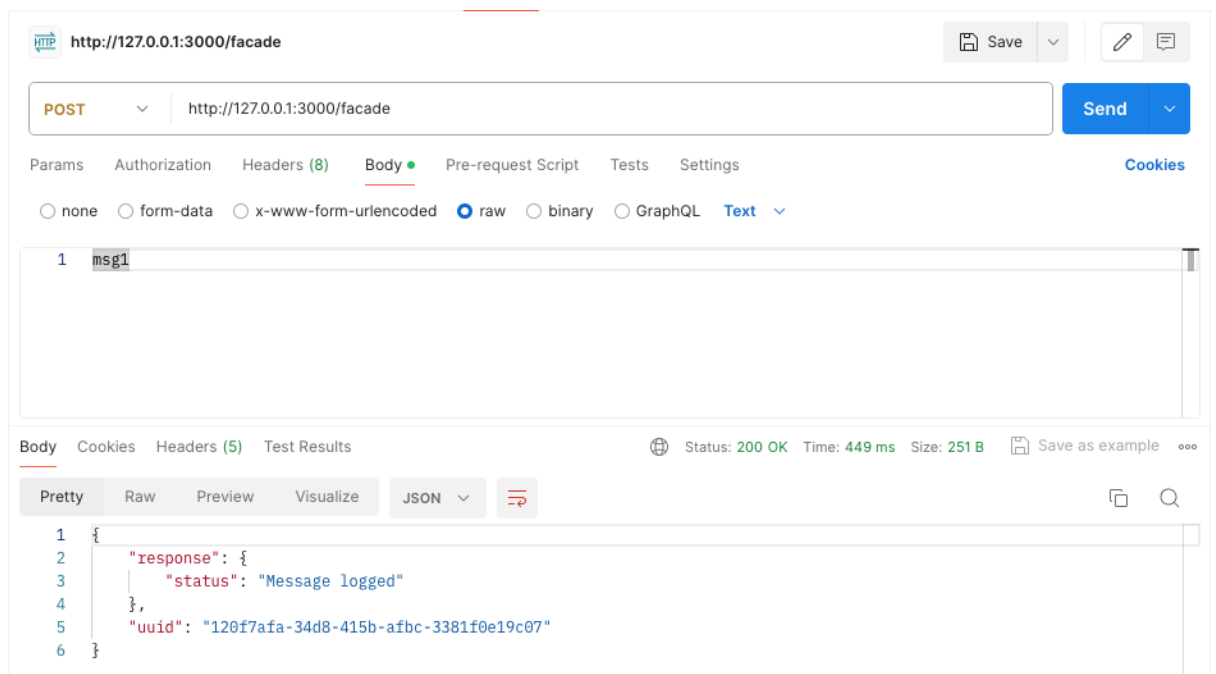 HTTP http://127.0.0.1:3000/facade Save
POST http://127.0.0.1:3000/facade Send
Params Authorization Headers (8) Body Pre-request Script Tests Settings Cookies
none form-data x-www-form-urlencoded raw binary GraphQL Text
1 msg1
Body Cookies Headers (5) Test Results Status: 200 OK Time: 449 ms Size: 251 B Save as example
Pretty Raw Preview Visualize JSON
1 {
2 "response": {
3 "status": "Message logged"
4 },
5 "uuid": "120f7afa-34d8-415b-afbc-3381f0e19c07"
6 }